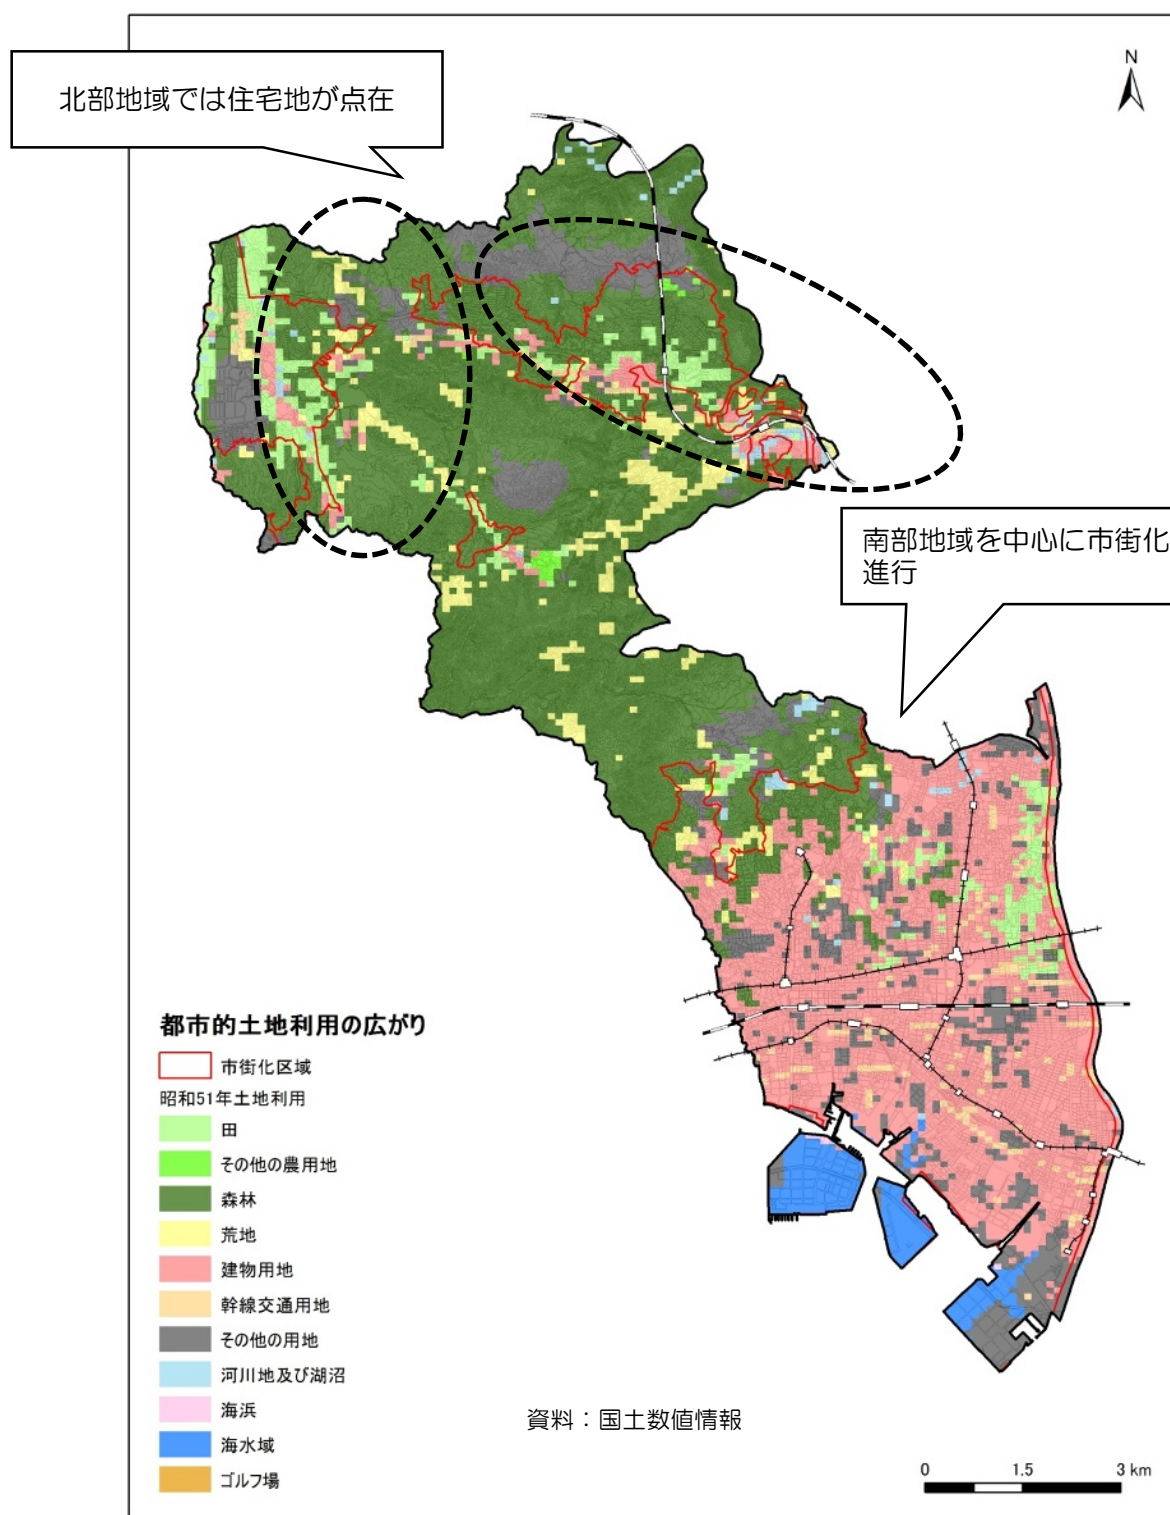 N
北部地域では住宅地が点在
南部地域を中心に市街化
進行
都市的土地利用の広がり
市街化区域
昭和51年土地利用
田
その他の農用地
森林
荒地
建物用地
幹線交通用地
その他の用地
河川地及び湖沼
海浜
海水域
ゴルフ場
資料：国土数値情報
0 1.5 3 km